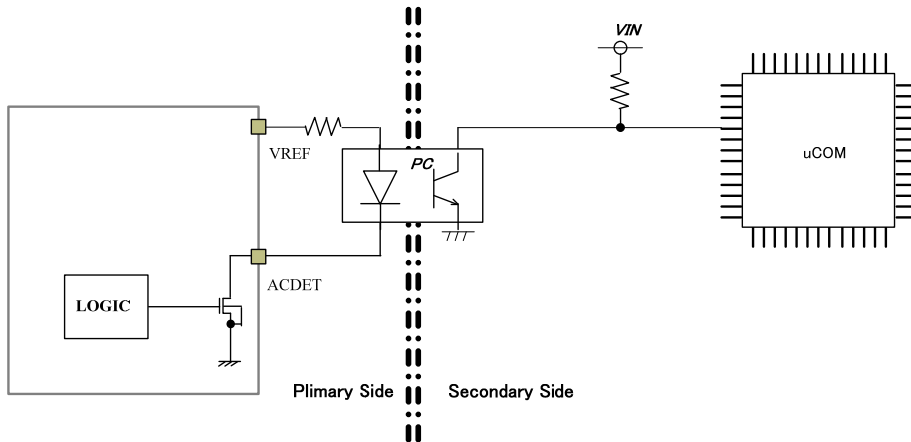 VIN
uCOM
VREF
PC
ACDET
LOGIC
Plimary Side
Secondary Side